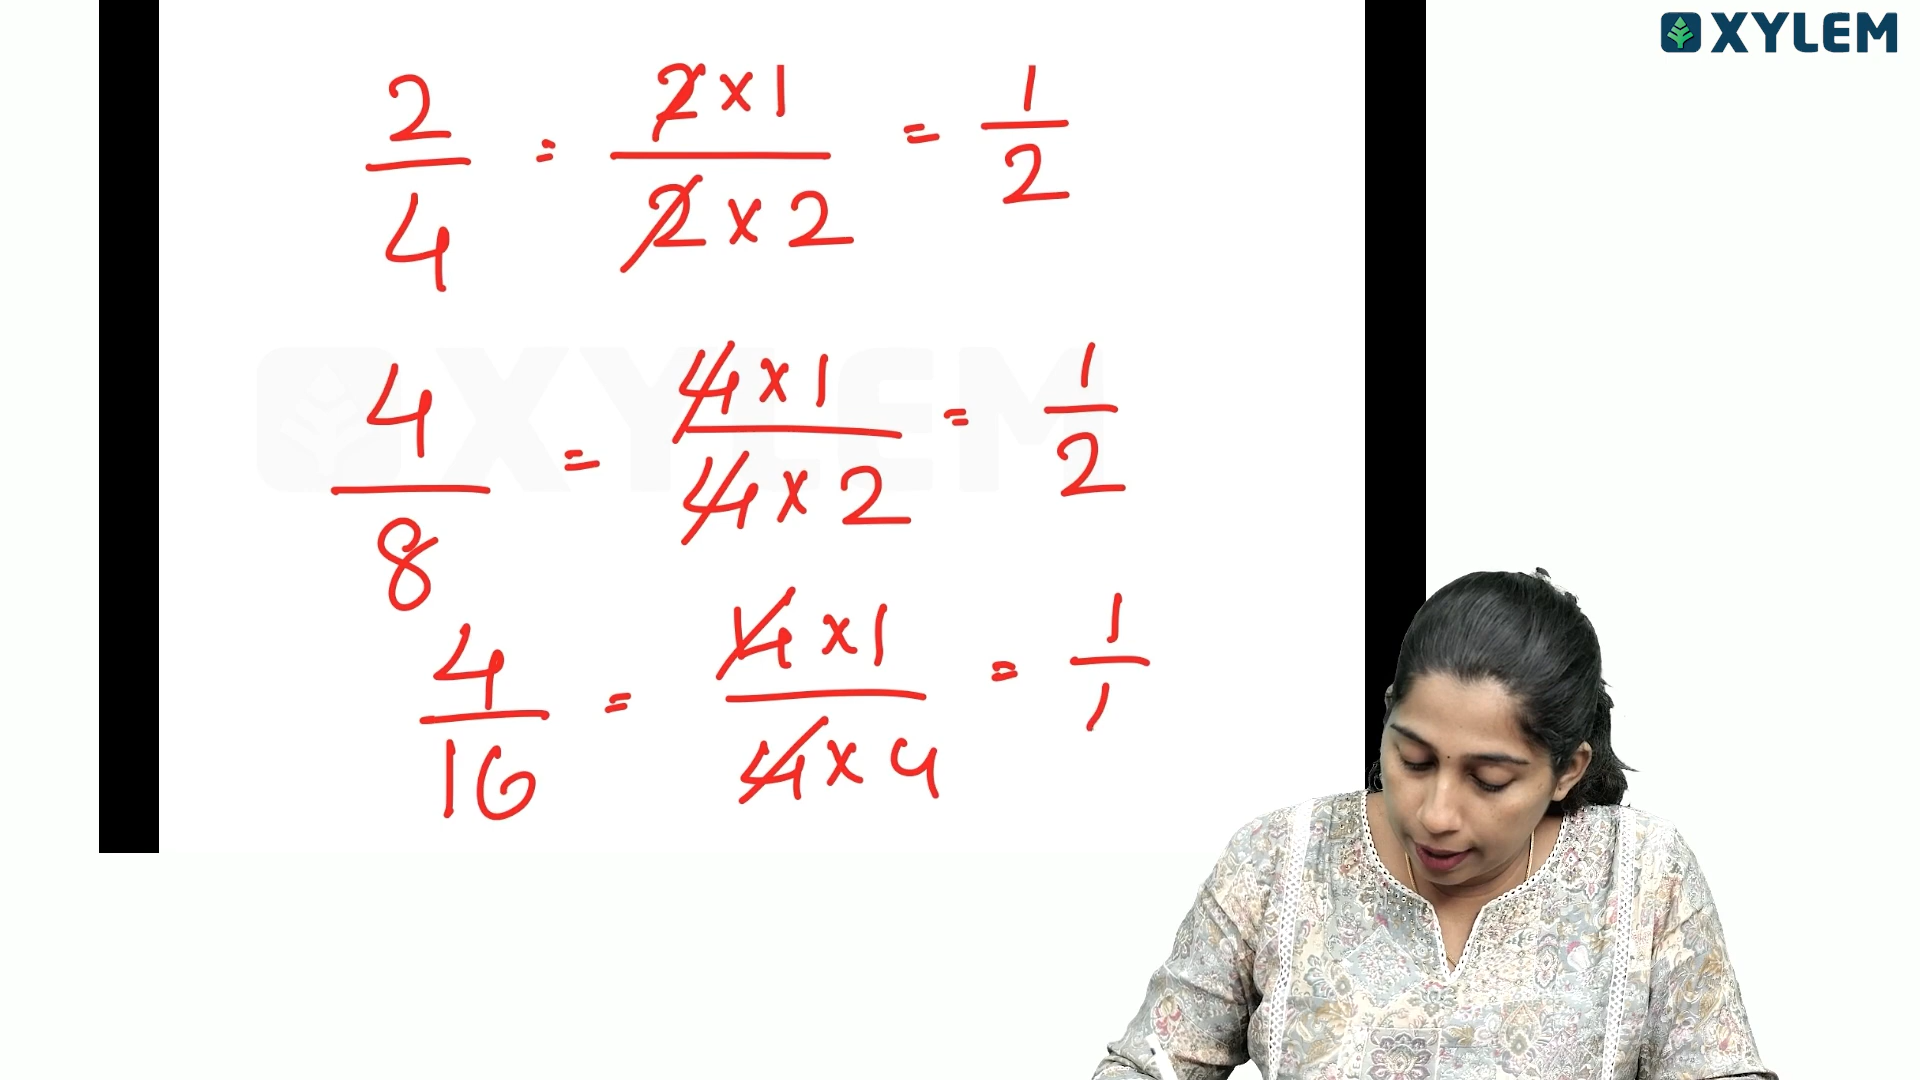 XYLEM
2/4 = 2×1/2×2 = 1/2
4/8 = 4×1/4×2 = 1/2
4/16 = 4×1/4×4 = 1/